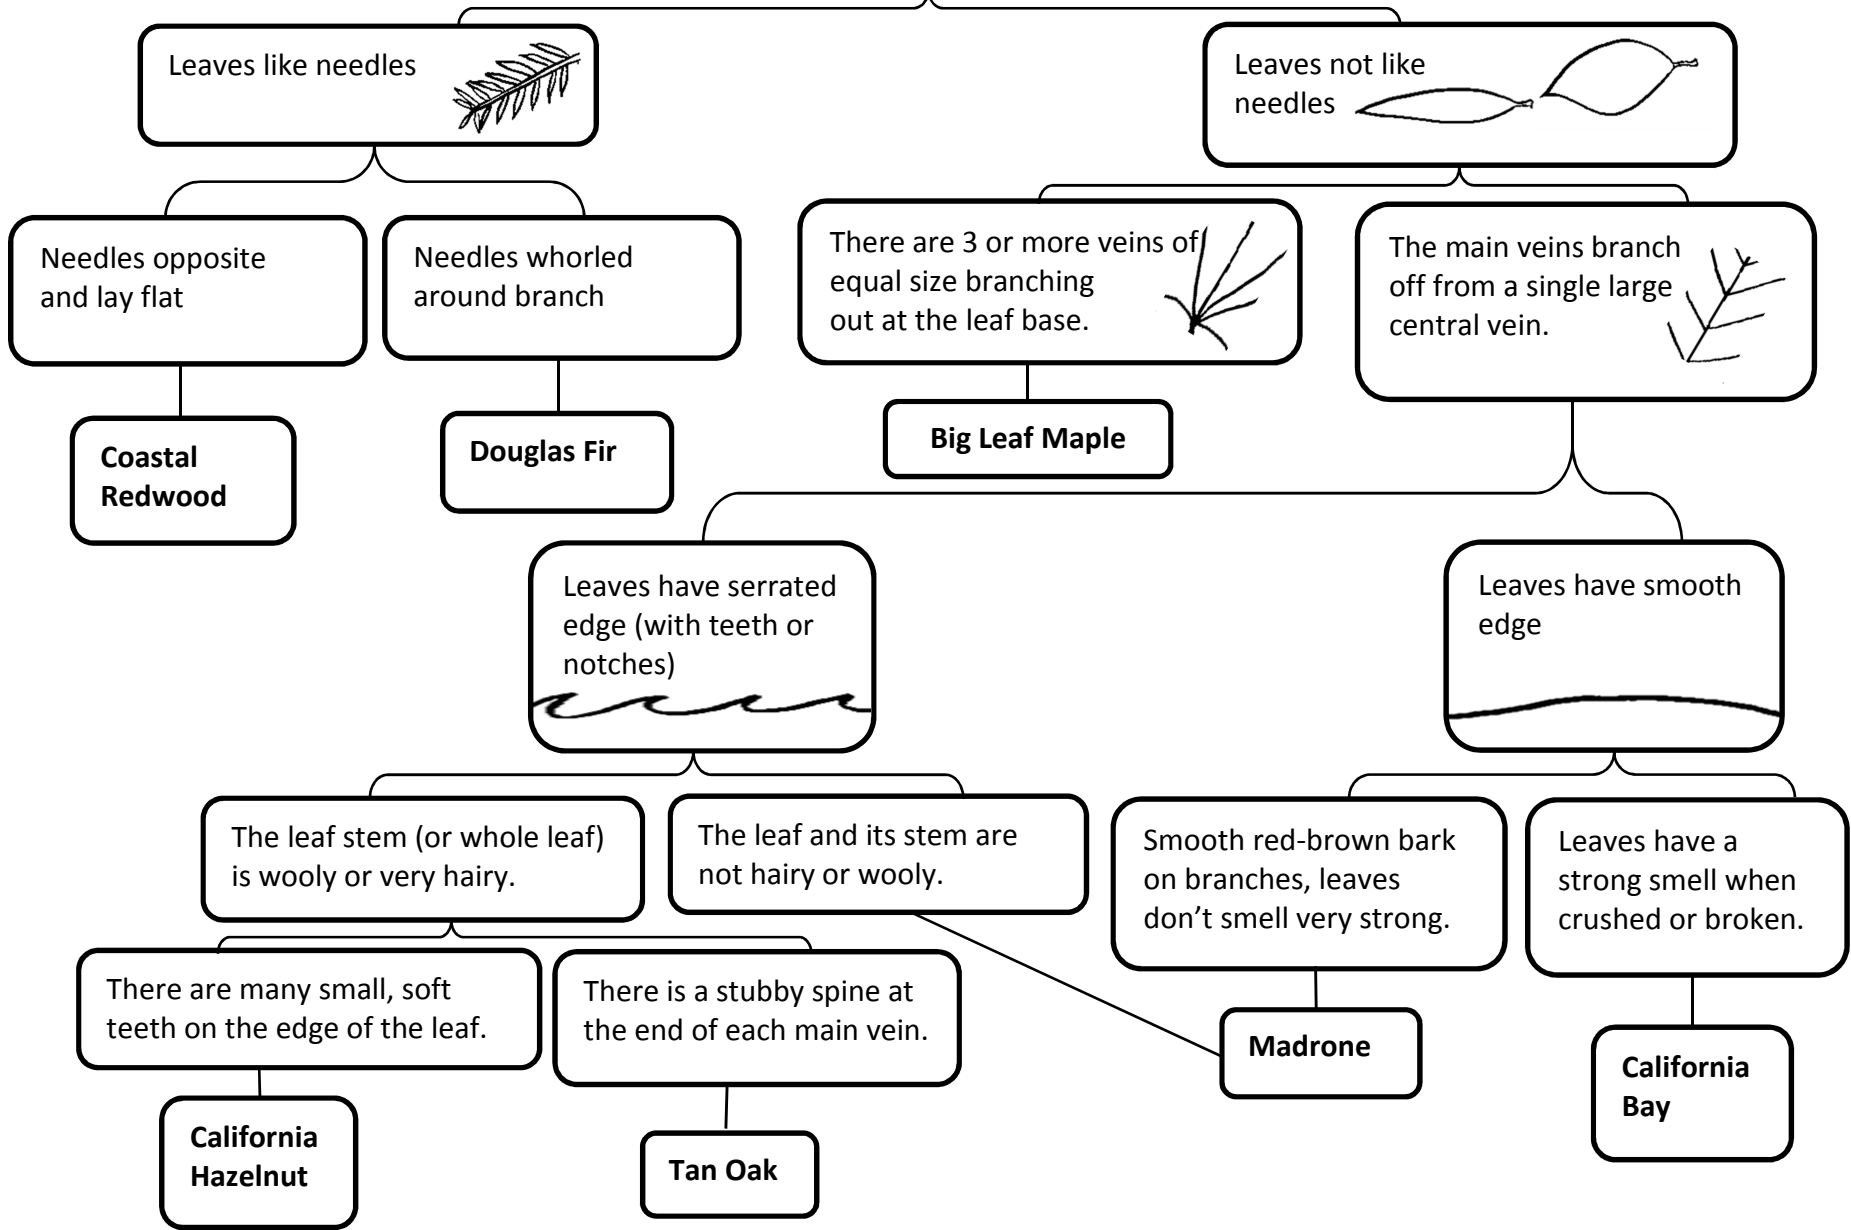 Leaves like needles
Leaves not like
needles
Needles opposite
and lay flat
Needles whorled
around branch
There are 3 or more veins of
equal size branching
out at the leaf base.
The main veins branch
off from a single large
central vein.
Coastal
Redwood
Douglas Fir
Big Leaf Maple
Leaves have serrated
edge (with teeth or
notches)
Leaves have smooth
edge
The leaf stem (or whole leaf)
is wooly or very hairy.
The leaf and its stem are
not hairy or wooly.
Smooth red-brown bark
on branches, leaves
don’t smell very strong.
Leaves have a
strong smell when
crushed or broken.
There are many small, soft
teeth on the edge of the leaf.
There is a stubby spine at
the end of each main vein.
Madrone
California
Bay
California
Hazelnut
Tan Oak